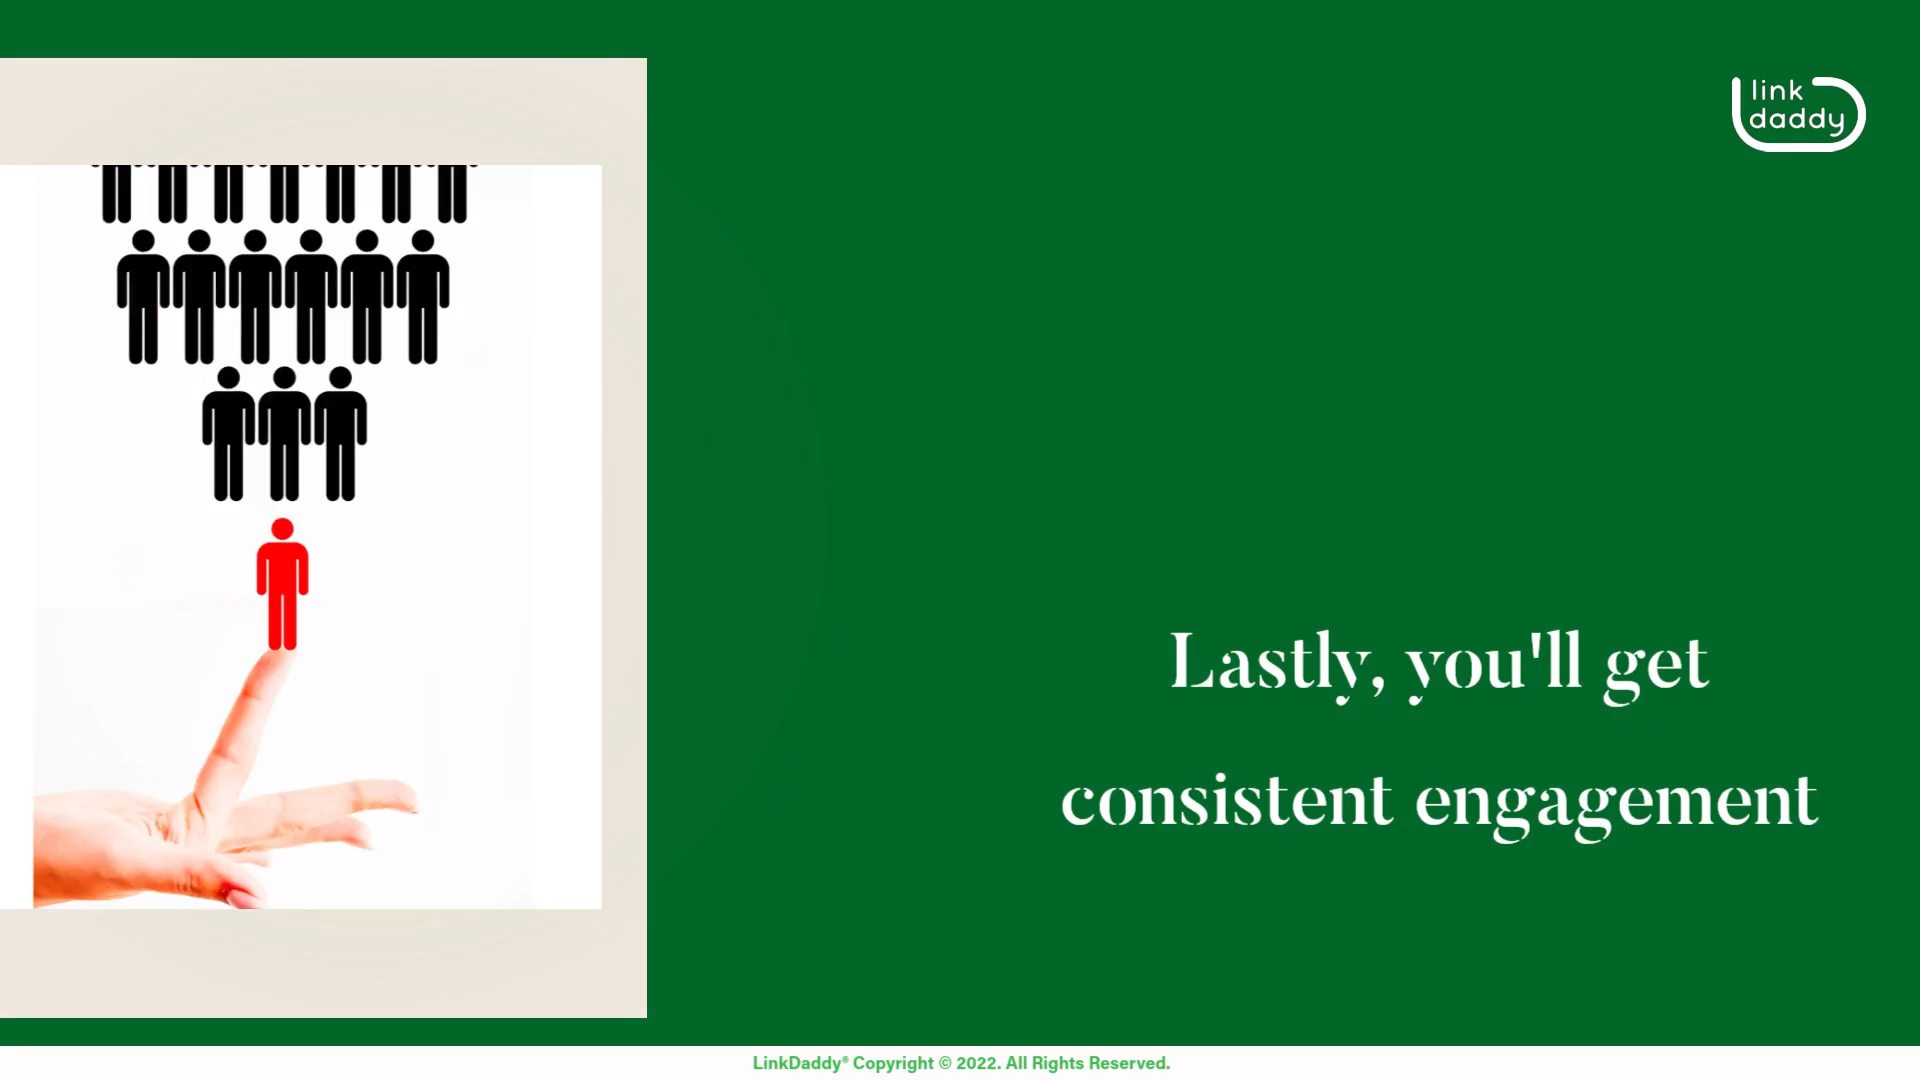 link
daddy
Lastly, you'll get
consistent engagement
LinkDaddy® Copyright © 2022. All Rights Reserved.